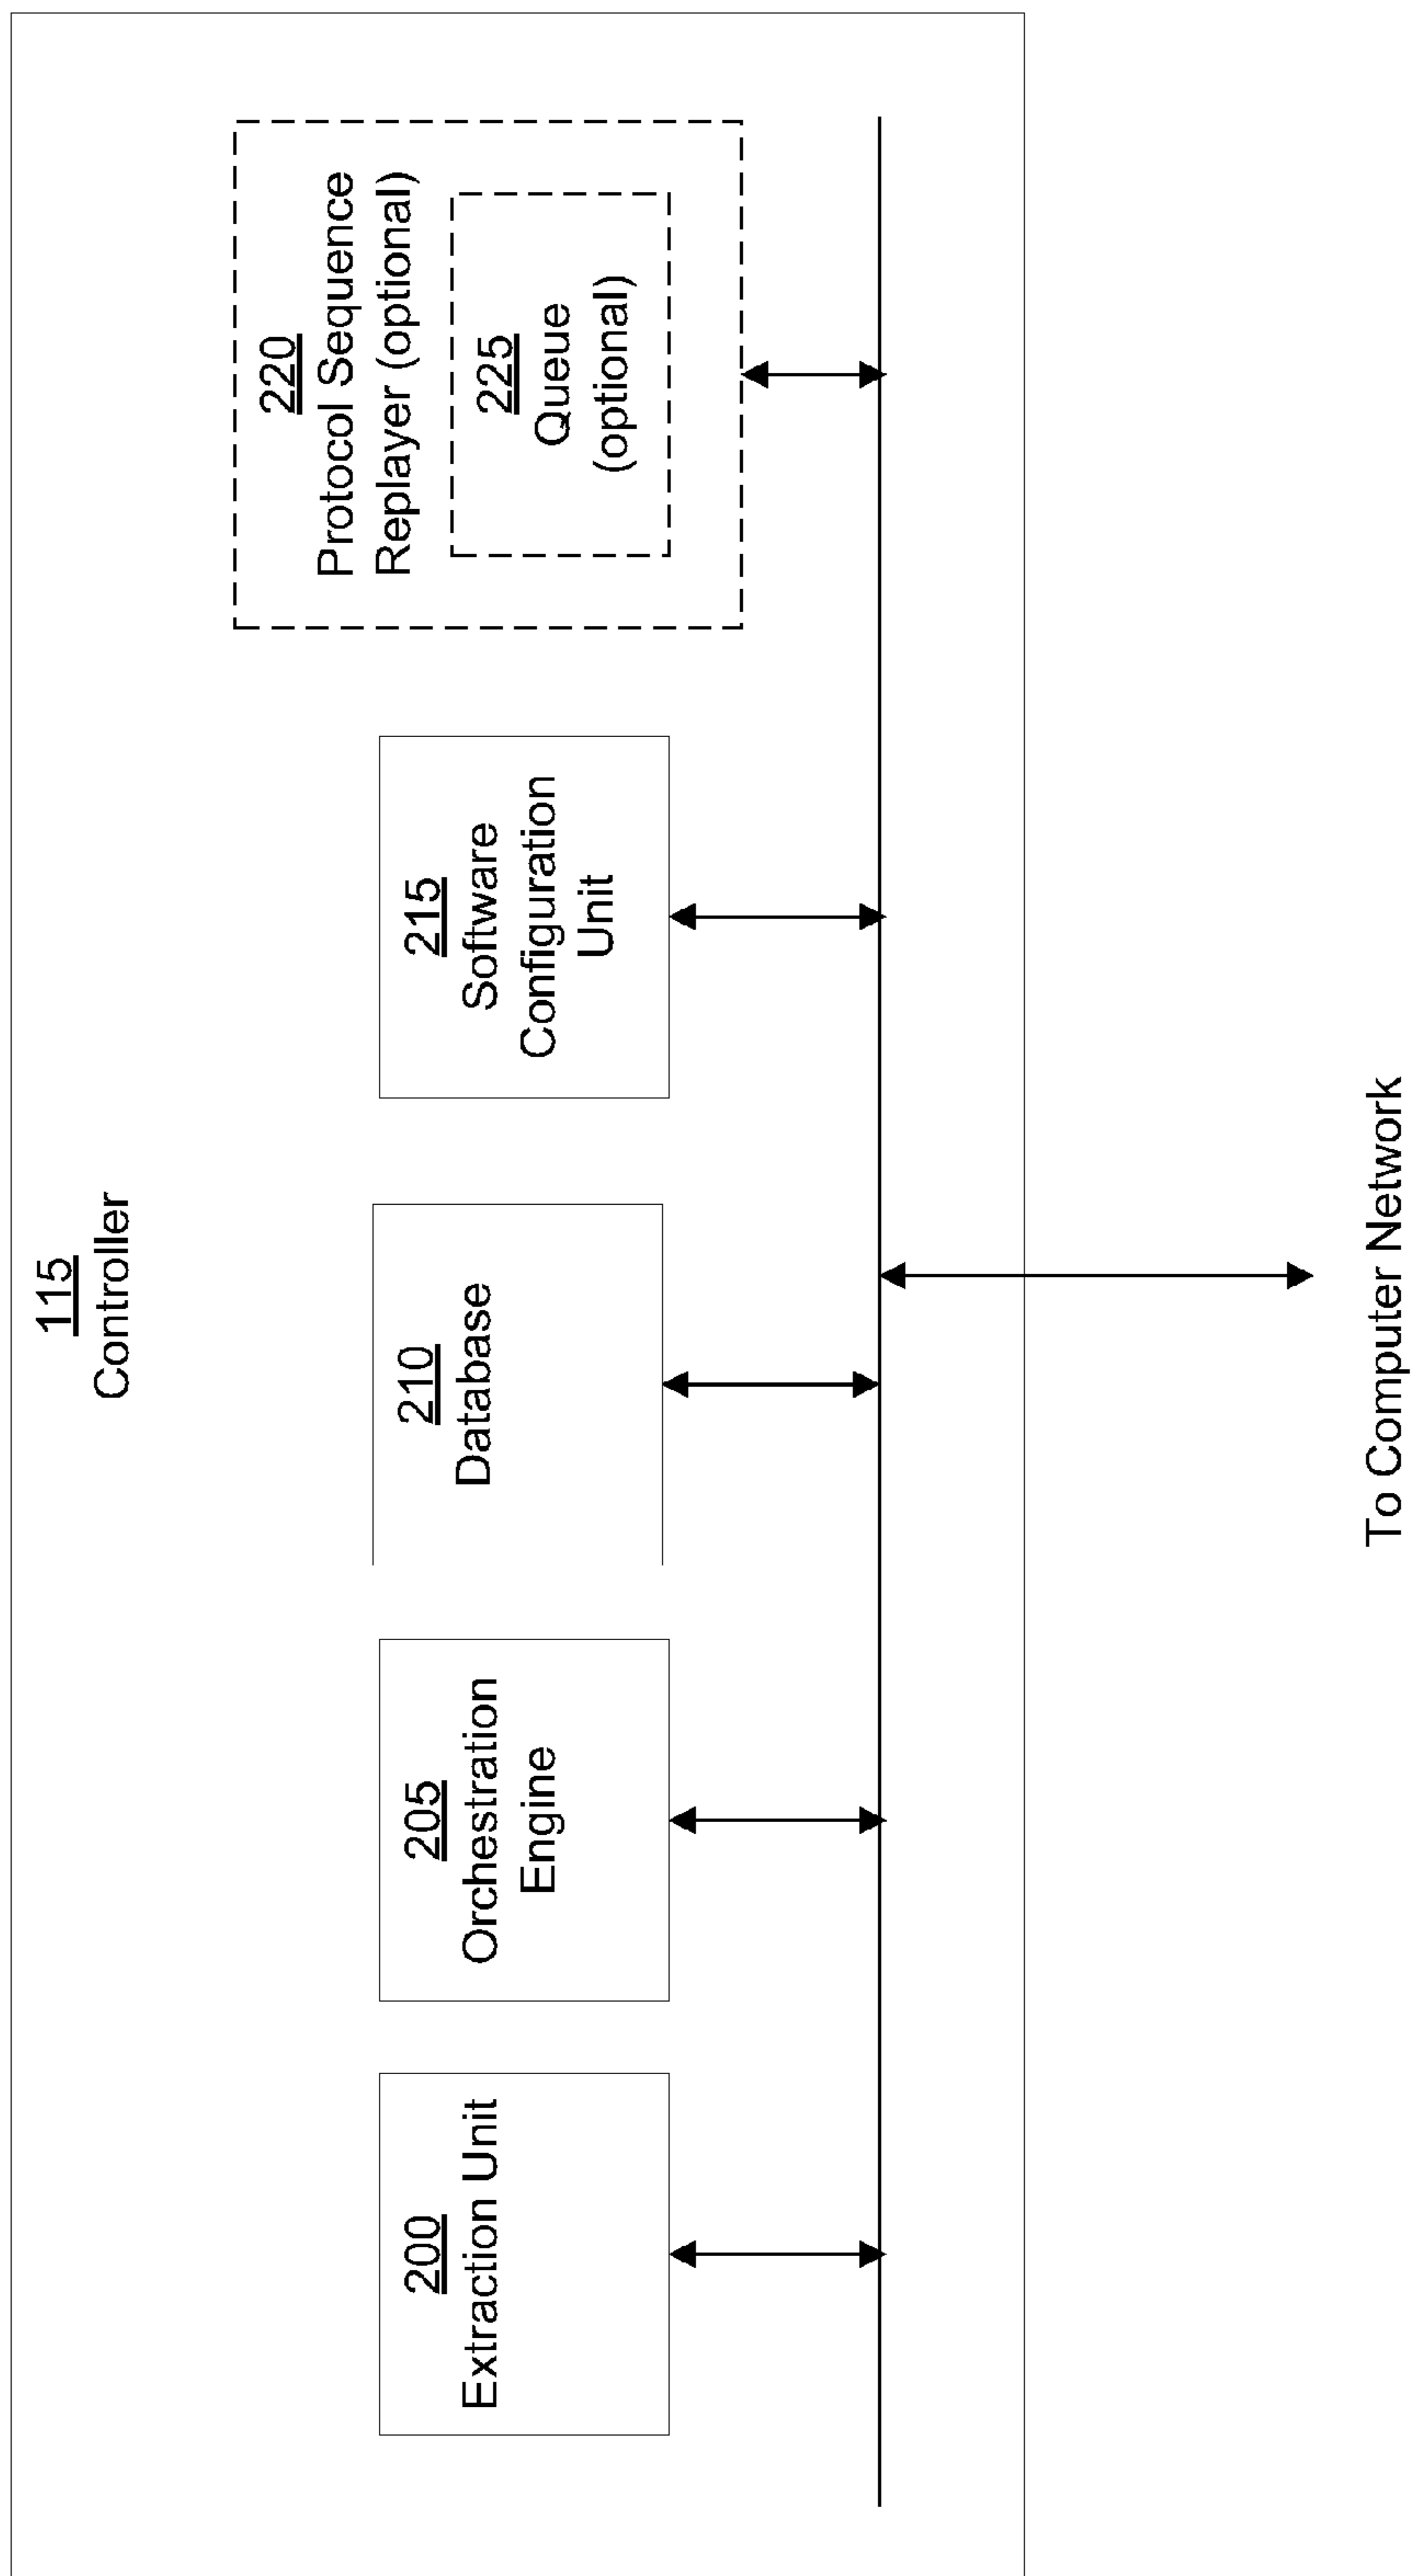 115
Controller
200
Extraction Unit
205
Orchestration
Engine
210
Database
215
Software
Configuration
Unit
220
Protocol Sequence
Replayer (optional)
225
Queue
(optional)
To Computer Network